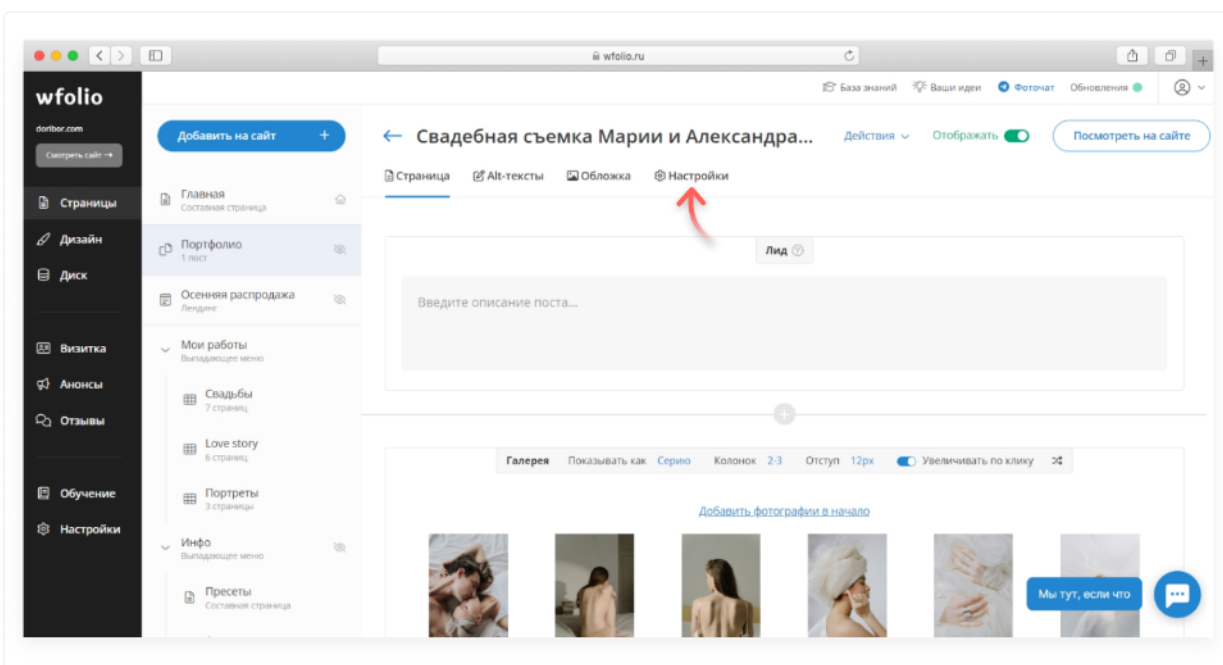 wfolio.ru
wfolio
doribor.com
Смотреть сайт →
Страницы
Дизайн
Диск
Визитка
Анонсы
Отзывы
Обучение
Настройки
База знаний Ваши идеи Фоточат Обновления
Добавить на сайт +
Главная
Составная страница
Портфолио
1 пост
Осенняя распродажа
Лендинг
Мои работы
Выпадающее меню
Свадьбы
7 страниц
Love story
6 страниц
Портреты
3 страницы
Инфо
Выпадающее меню
Пресеты
Составная страница
← Свадебная съемка Марии и Александра... Действия Отображать Посмотреть на сайте
Страница Alt-тексты Обложка Настройки
Лид ?
Введите описание поста...
+
Галерея Показывать как Серию Колонок 2-3 Отступ 12px Увеличивать по клику
Добавить фотографии в начало
Мы тут, если что